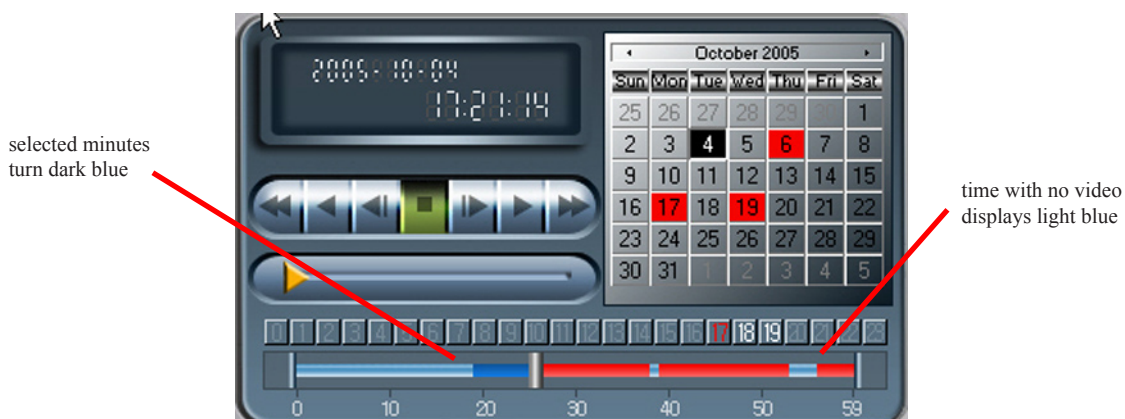 selected minutes
turn dark blue
2005-10-04
17:21:14
October 2005
Sun Mon Tue Wed Thu Fri Sat
25 26 27 28 29 30 1
2 3 4 5 6 7 8
9 10 11 12 13 14 15
16 17 18 19 20 21 22
23 24 25 26 27 28 29
30 31 1 2 3 4 5
time with no video
displays light blue
0 1 2 3 4 5 6 7 8 9 10 11 12 13 14 15 16 17 18 19 20 21 22 23
0 10 20 30 40 50 59